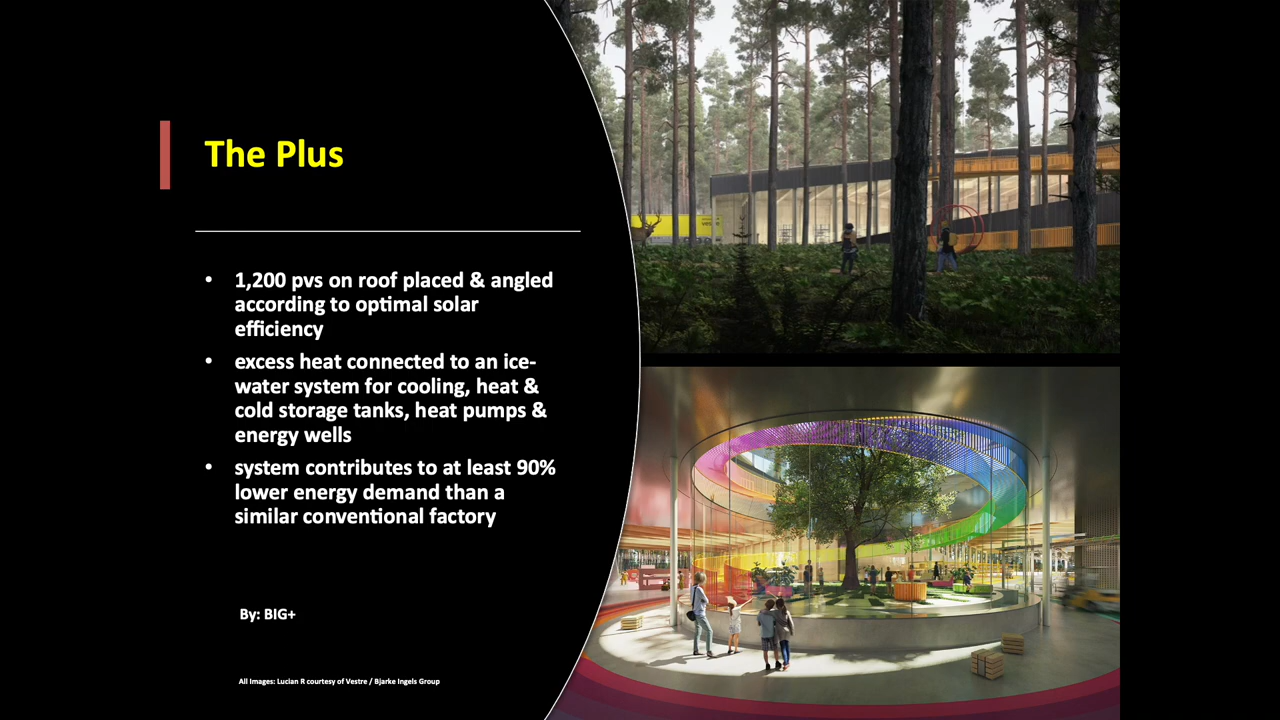 The Plus
• 1,200 pvs on roof placed & angled
according to optimal solar
efficiency
• excess heat connected to an ice-
water system for cooling, heat &
cold storage tanks, heat pumps &
energy wells
• system contributes to at least 90%
lower energy demand than a
similar conventional factory
By: BIG+
All Images: Lucian R courtesy of Vestre / Bjarke Ingels Group